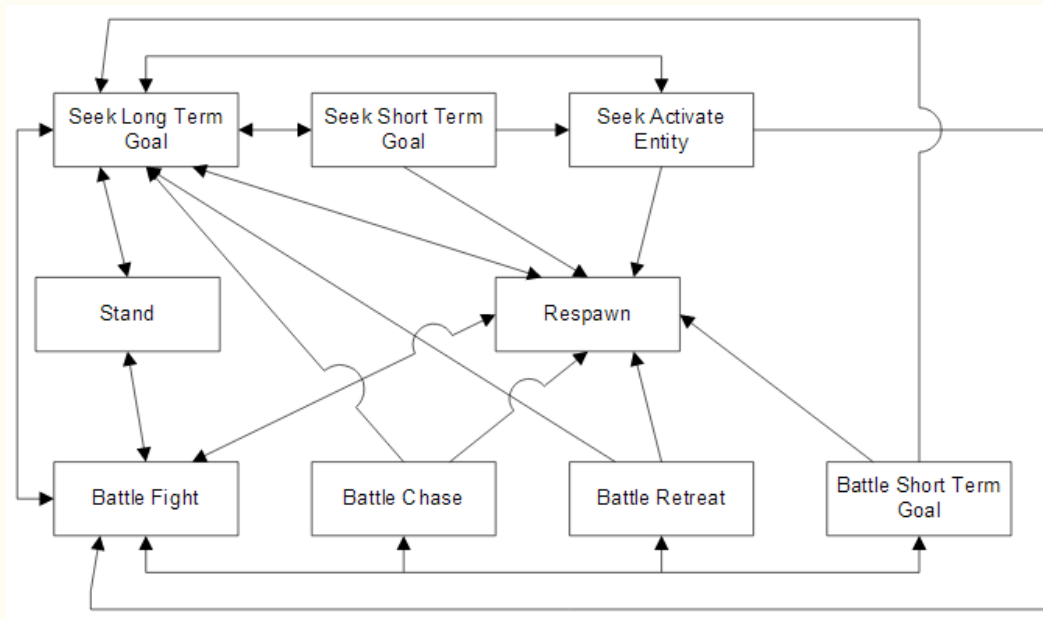 Seek Long Term
Goal
Seek Short Term
Goal
Seek Activate
Entity
Stand
Respawn
Battle Fight
Battle Chase
Battle Retreat
Battle Short Term
Goal